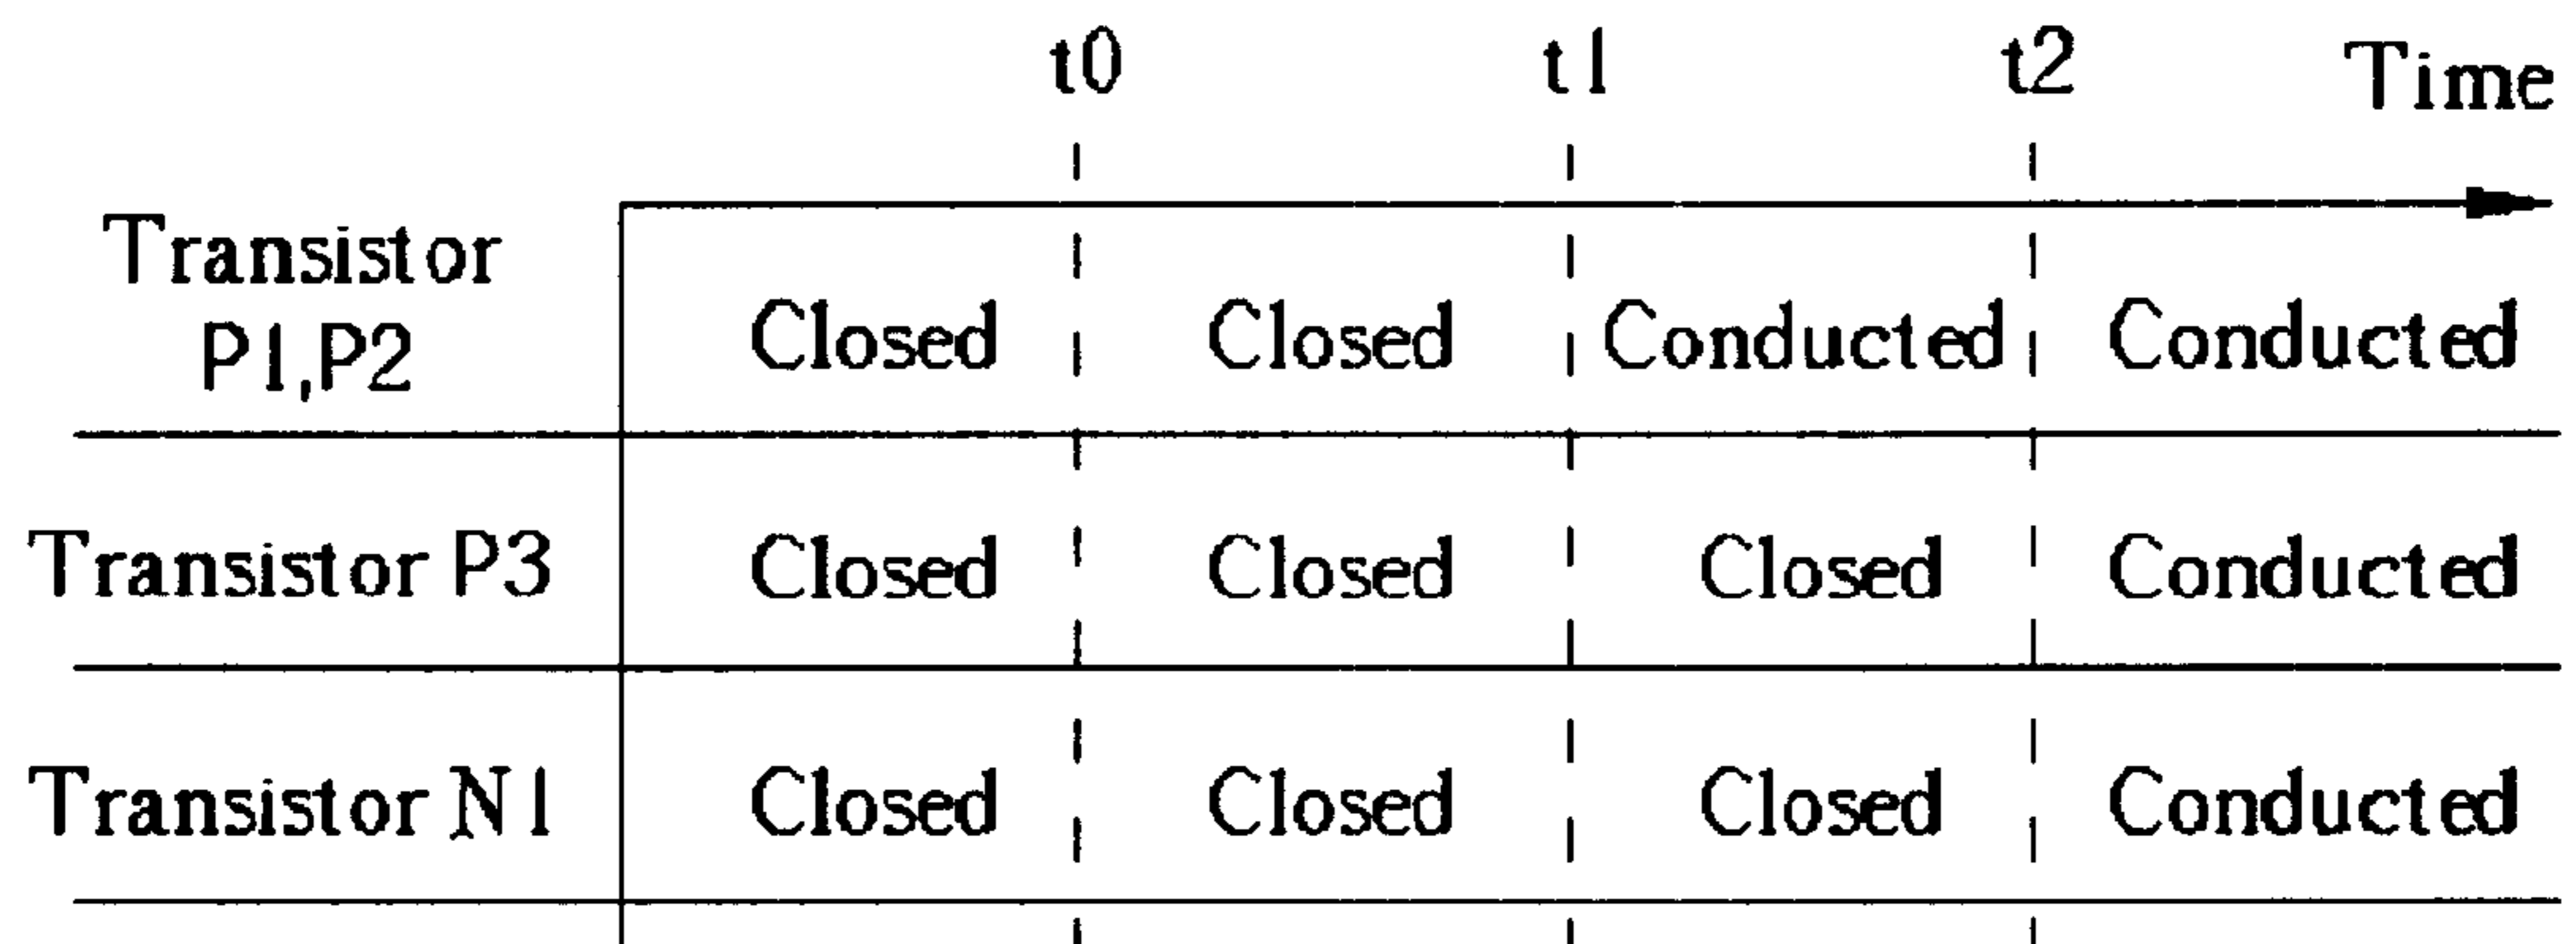 t0 t1 t2 Time
Transistor
P1,P2 Closed Closed Conducted Conducted
Transistor P3 Closed Closed Closed Conducted
Transistor N1 Closed Closed Closed Conducted